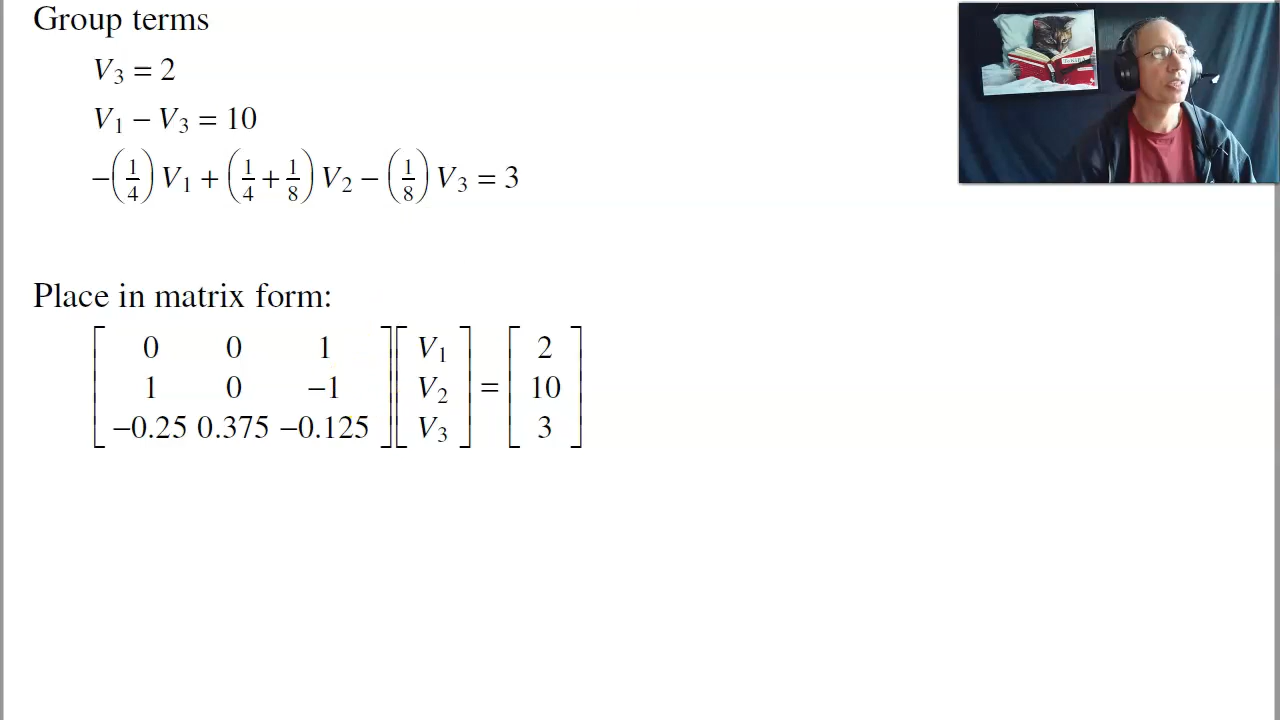 Group terms
V₃ = 2
V₁ − V₃ = 10
−(1/4) V₁ + (1/4 + 1/8) V₂ − (1/8) V₃ = 3
Place in matrix form:
[ 0 0 1 ] [ V₁ ] = [ 2 ]
[ 1 0 −1 ] [ V₂ ] = [ 10 ]
[ −0.25 0.375 −0.125 ] [ V₃ ] = [ 3 ]